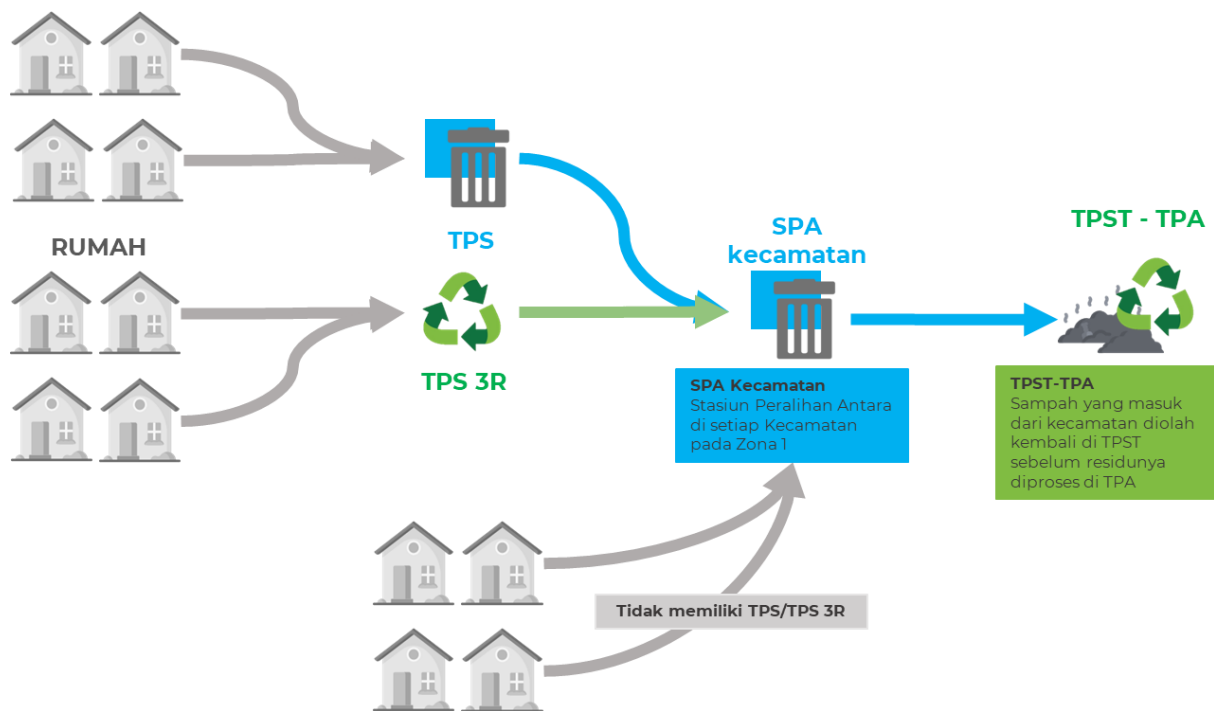 RUMAH
TPS
TPS 3R
SPA
kecamatan
TPST - TPA
SPA Kecamatan
Stasiun Peralihan Antara
di setiap Kecamatan
pada Zona 1
TPST-TPA
Sampah yang masuk
dari kecamatan diolah
kembali di TPST
sebelum residunya
diproses di TPA
Tidak memiliki TPS/TPS 3R